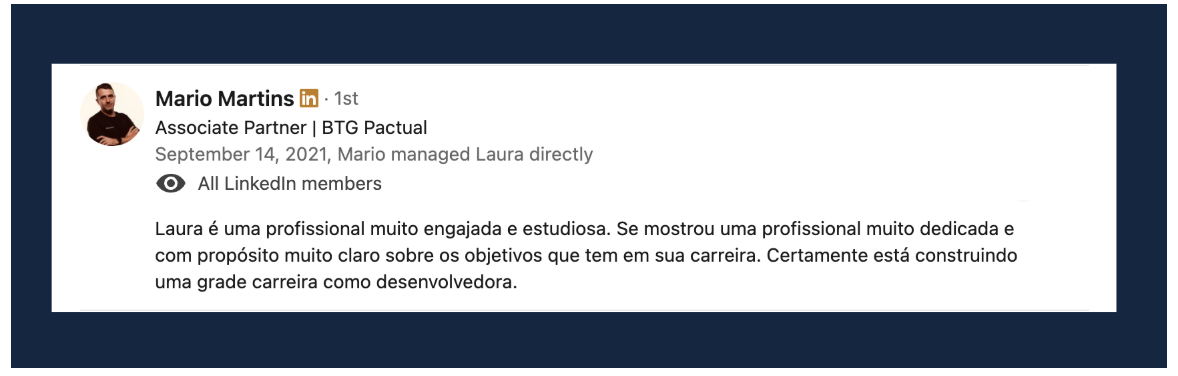 Mario Martins in · 1st
Associate Partner | BTG Pactual
September 14, 2021, Mario managed Laura directly
All LinkedIn members
Laura é uma profissional muito engajada e estudiosa. Se mostrou uma profissional muito dedicada e
com propósito muito claro sobre os objetivos que tem em sua carreira. Certamente está construindo
uma grade carreira como desenvolvedora.